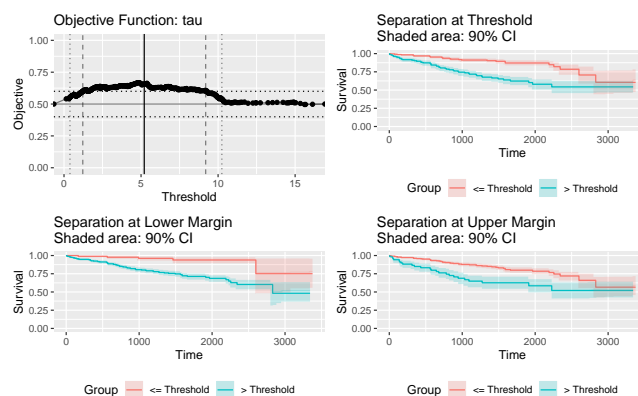 Objective Function: tau
1.00
0.75
0.50
0.25
0.00
Objective
0
5
10
15
Threshold
Separation at Threshold
Shaded area: 90% CI
1.00
0.75
0.50
0.25
0.00
Survival
0
1000
2000
3000
Time
Group
<= Threshold
> Threshold
Separation at Lower Margin
Shaded area: 90% CI
1.00
0.75
0.50
0.25
0.00
Survival
0
1000
2000
3000
Time
Group
<= Threshold
> Threshold
Separation at Upper Margin
Shaded area: 90% CI
1.00
0.75
0.50
0.25
0.00
Survival
0
1000
2000
3000
Time
Group
<= Threshold
> Threshold